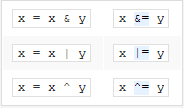 x = x & y x &= y
x = x | y x |= y
x = x ^ y x ^= y